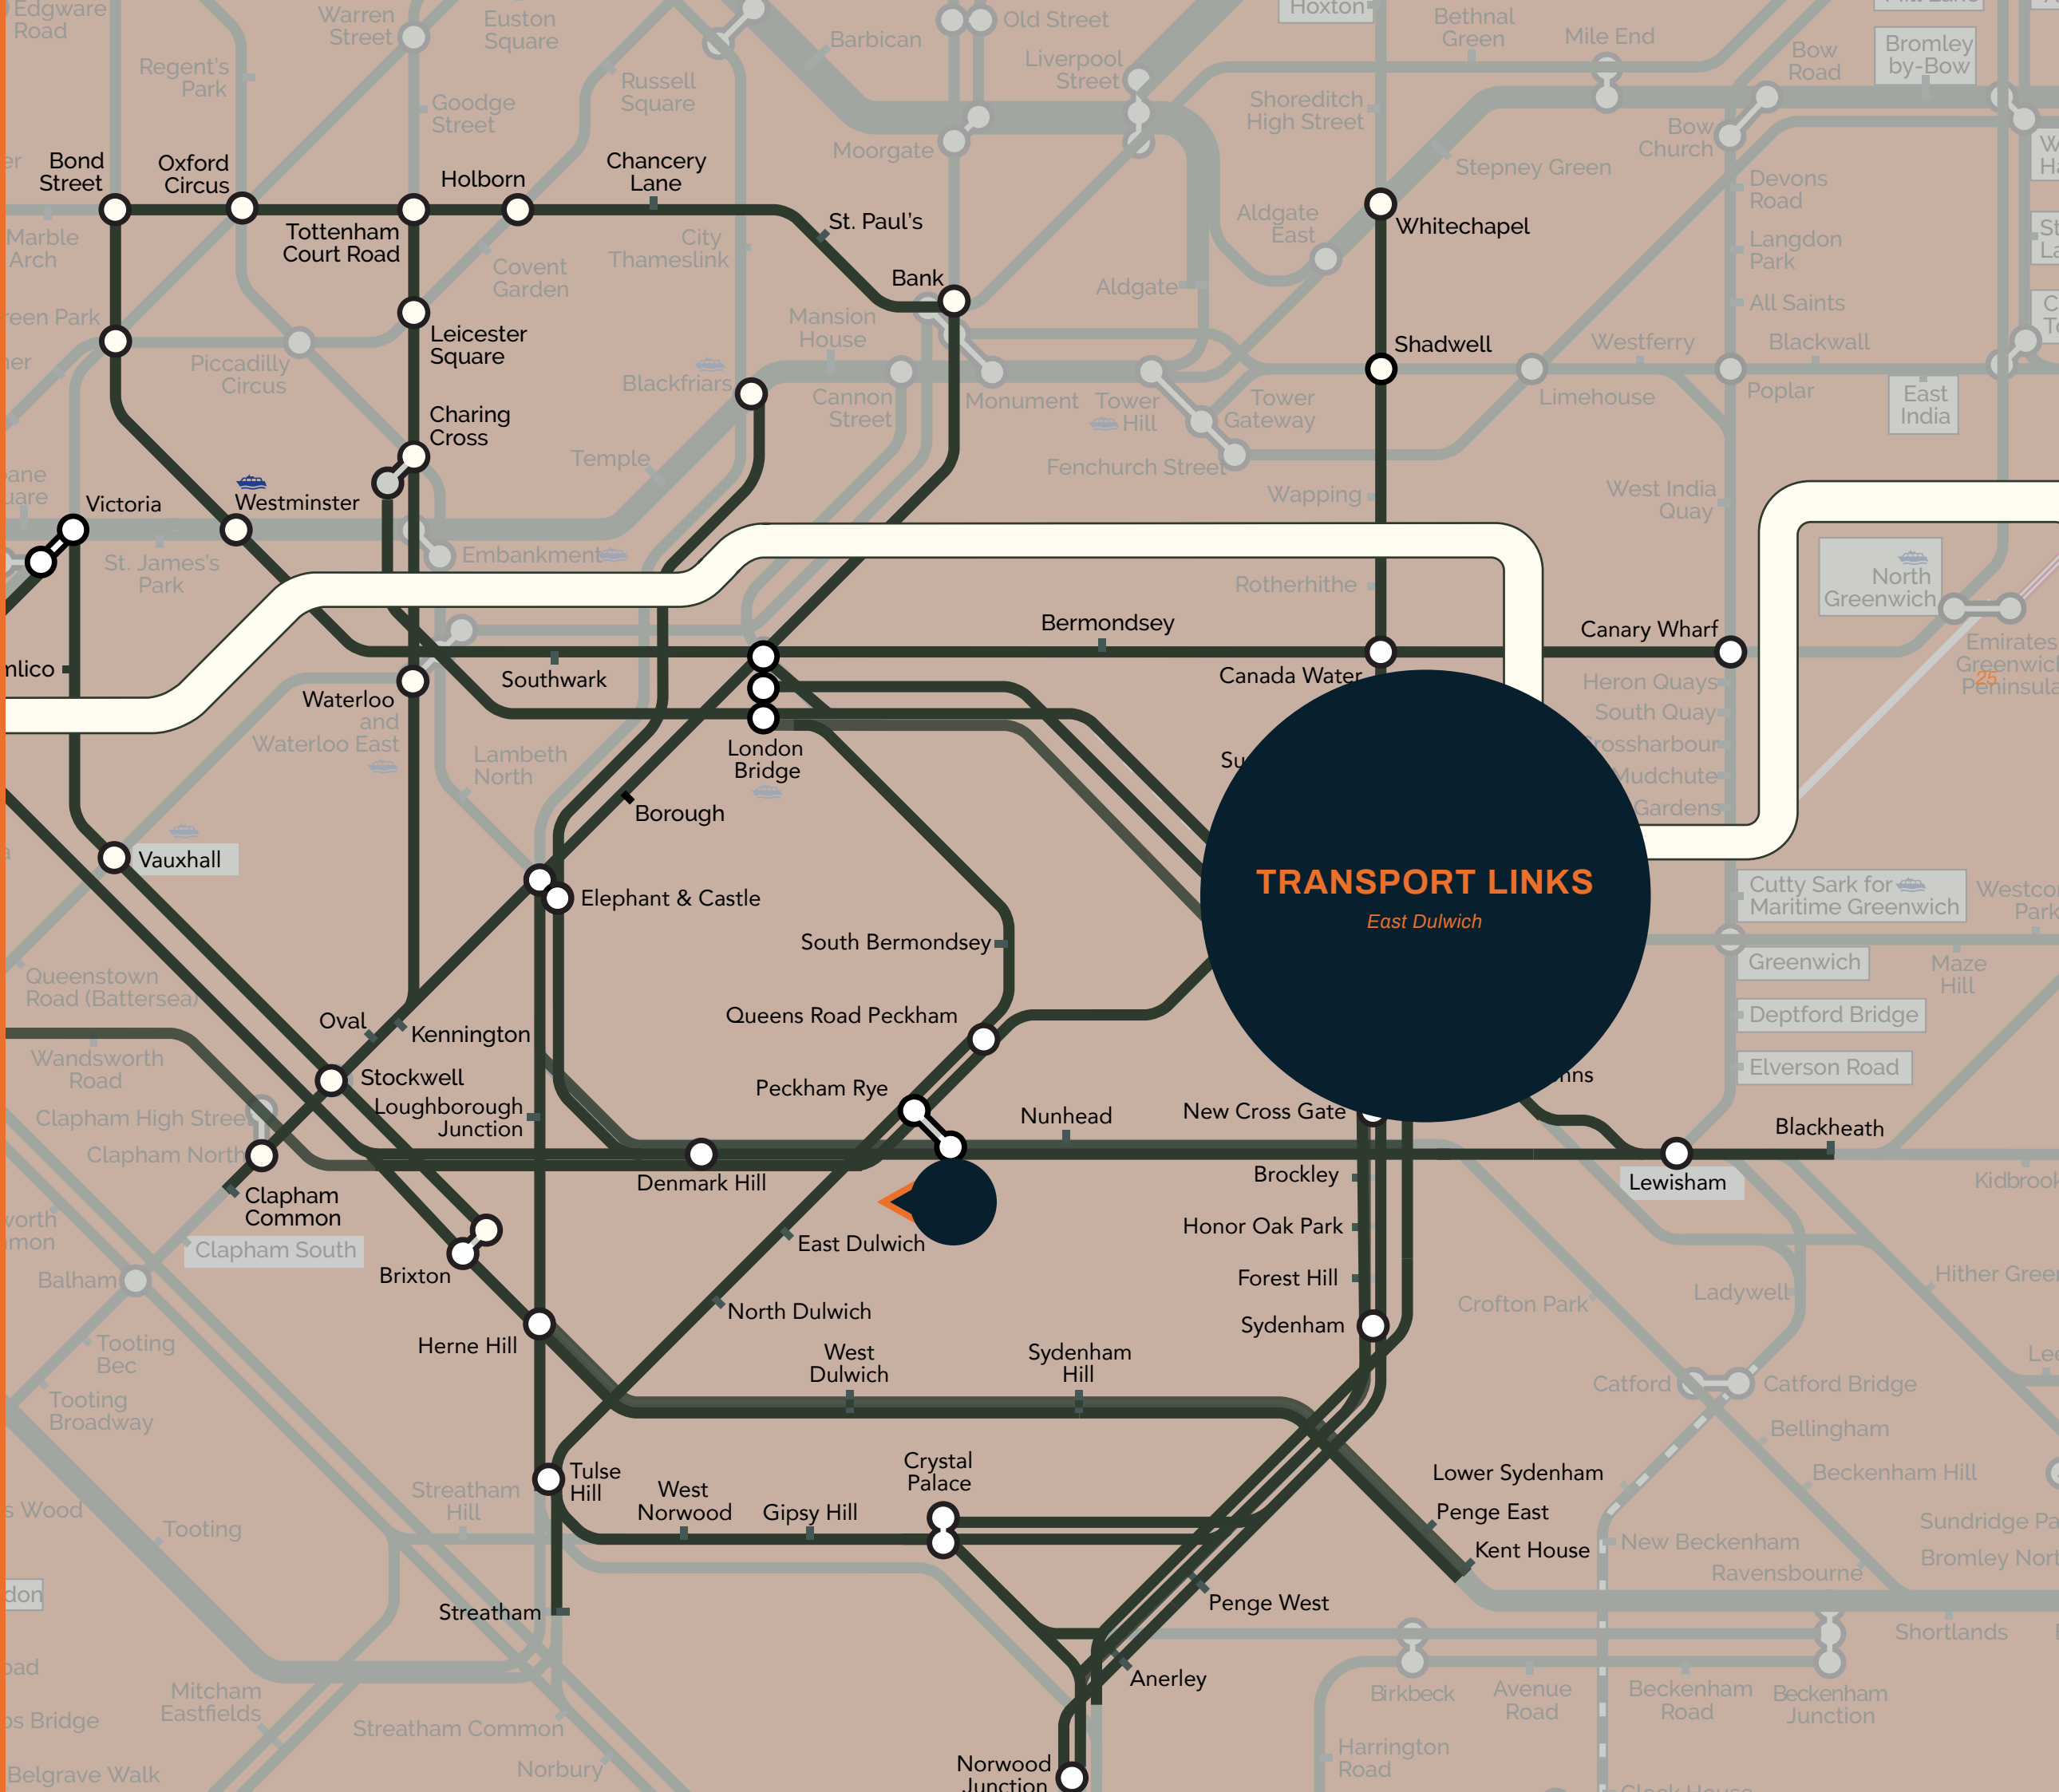 Edgware
Road
Warren
Street
Euston
Square
Barbican
Old Street
Hoxton
Bethnal
Green
Mile End
Bow
Road
Bromley
by-Bow
Regent's
Park
Goodge
Street
Russell
Square
Liverpool
Street
Shoreditch
High Street
Moorgate
Stepney Green
Bow
Church
Devons
Road
Bond
Street
Oxford
Circus
Holborn
Chancery
Lane
St. Paul's
Aldgate
East
Whitechapel
Langdon
Park
Marble
Arch
Tottenham
Court Road
Covent
Garden
City
Thameslink
Bank
Aldgate
All Saints
Piccadilly
Circus
Leicester
Square
Blackfriars
Mansion
House
Shadwell
Westferry
Blackwall
Cannon
Street
Monument
Tower
Hill
Tower
Gateway
Limehouse
Poplar
East
India
Charing
Cross
Temple
Fenchurch Street
Wapping
West India
Quay
Victoria
Westminster
St. James's
Park
Embankment
Rotherhithe
North
Greenwich
Southwark
Bermondsey
Canada Water
Canary Wharf
Emirates
Greenwich
Peninsula
25
Heron Quays
South Quay
Mudchute
Gardens
Waterloo
and
Waterloo East
Lambeth
North
London
Bridge
Borough
Vauxhall
Elephant & Castle
TRANSPORT LINKS
East Dulwich
Cutty Sark for
Maritime Greenwich
Greenwich
Maze
Hill
Deptford Bridge
Elverson Road
South Bermondsey
Queenstown
Road (Battersea)
Queens Road Peckham
Oval
Kennington
Wandsworth
Road
Stockwell
Peckham Rye
Loughborough
Junction
Nunhead
New Cross Gate
Blackheath
Clapham High Street
Clapham North
Denmark Hill
Brockley
Lewisham
Kidbrook
Clapham
Common
Clapham South
East Dulwich
Honor Oak Park
Balham
Brixton
Forest Hill
Hither Green
Ladywell
Crofton Park
North Dulwich
Sydenham
Tooting
Bec
Herne Hill
West
Dulwich
Sydenham
Hill
Catford
Catford Bridge
Tooting
Broadway
Bellingham
Tulse
Hill
Crystal
Palace
Lower Sydenham
Beckenham Hill
Streatham
Hill
West
Norwood
Gipsy Hill
Penge East
Tooting
Kent House
New Beckenham
Ravensbourne
Streatham
Penge West
Shortlands
Anerley
Mitcham
Eastfields
Streatham Common
Birkbeck
Avenue
Road
Beckenham
Road
Beckenham
Junction
Norbury
Belgrave Walk
Norwood
Junction
Harrington
Road